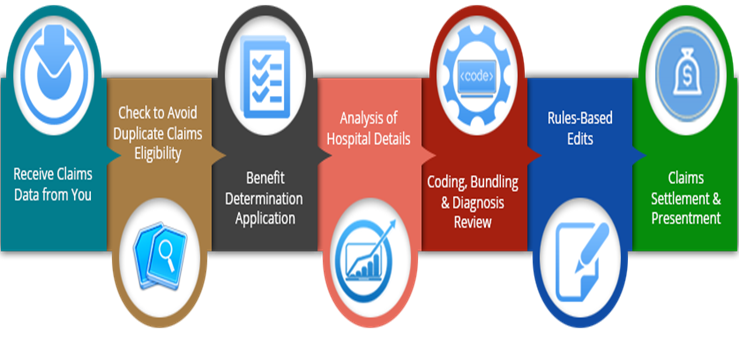 Receive Claims
Data from You
Check to Avoid
Duplicate Claims
Eligibility
Benefit
Determination
Application
Analysis of
Hospital Details
<code>
Coding, Bundling
& Diagnosis
Review
Rules-Based
Edits
$
Claims
Settlement &
Presentment